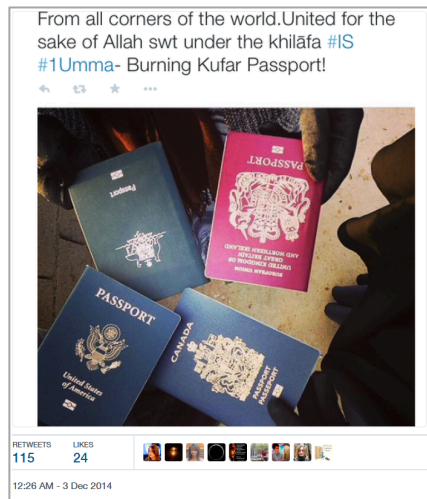 From all corners of the world.United for the
sake of Allah swt under the khilāfa #IS
#1Umma- Burning Kufar Passport!
Passport
PASSPORT
UNITED KINGDOM OF
GREAT BRITAIN
AND NORTHERN IRELAND
EUROPEAN UNION
PASSPORT
United States
of America
CANADA
PASSPORT
PASSEPORT
RETWEETS
LIKES
115
24
12:26 AM - 3 Dec 2014